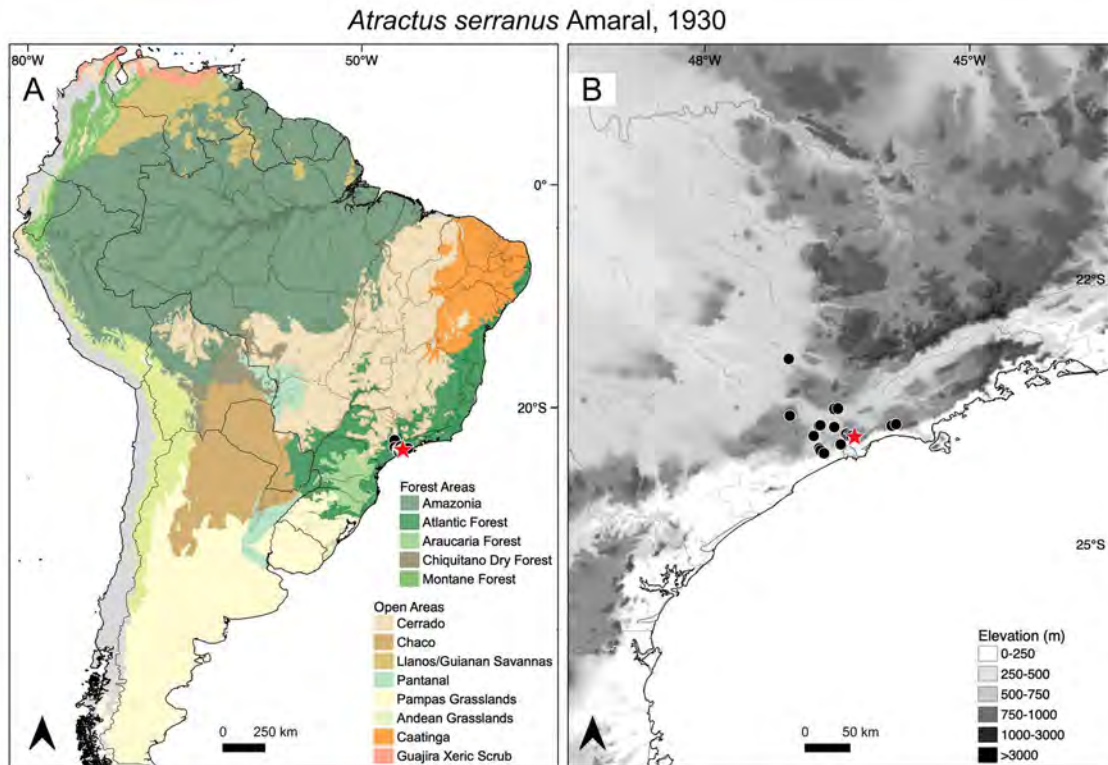 Atractus serranus Amaral, 1930
80°W
50°W
A
0°
20°S
Forest Areas
Amazonia
Atlantic Forest
Araucaria Forest
Chiquitano Dry Forest
Montane Forest
Open Areas
Cerrado
Chaco
Llanos/Guianan Savannas
Pantanal
Pampas Grasslands
Andean Grasslands
Caatinga
Guajira Xeric Scrub
0 250 km
B
48°W
45°W
22°S
25°S
Elevation (m)
0-250
250-500
500-750
750-1000
1000-3000
>3000
0 50 km